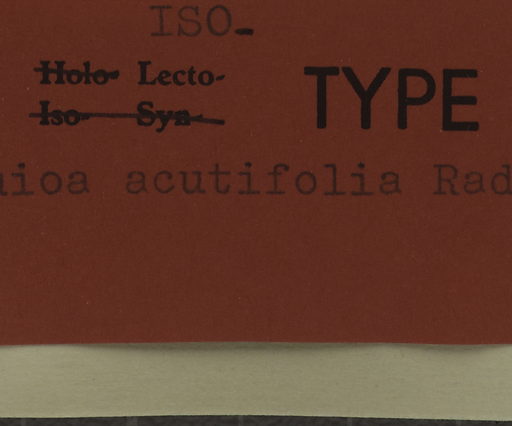 ISO-
Holo- Lecto-
Iso- Syn-
TYPE
acutifolia